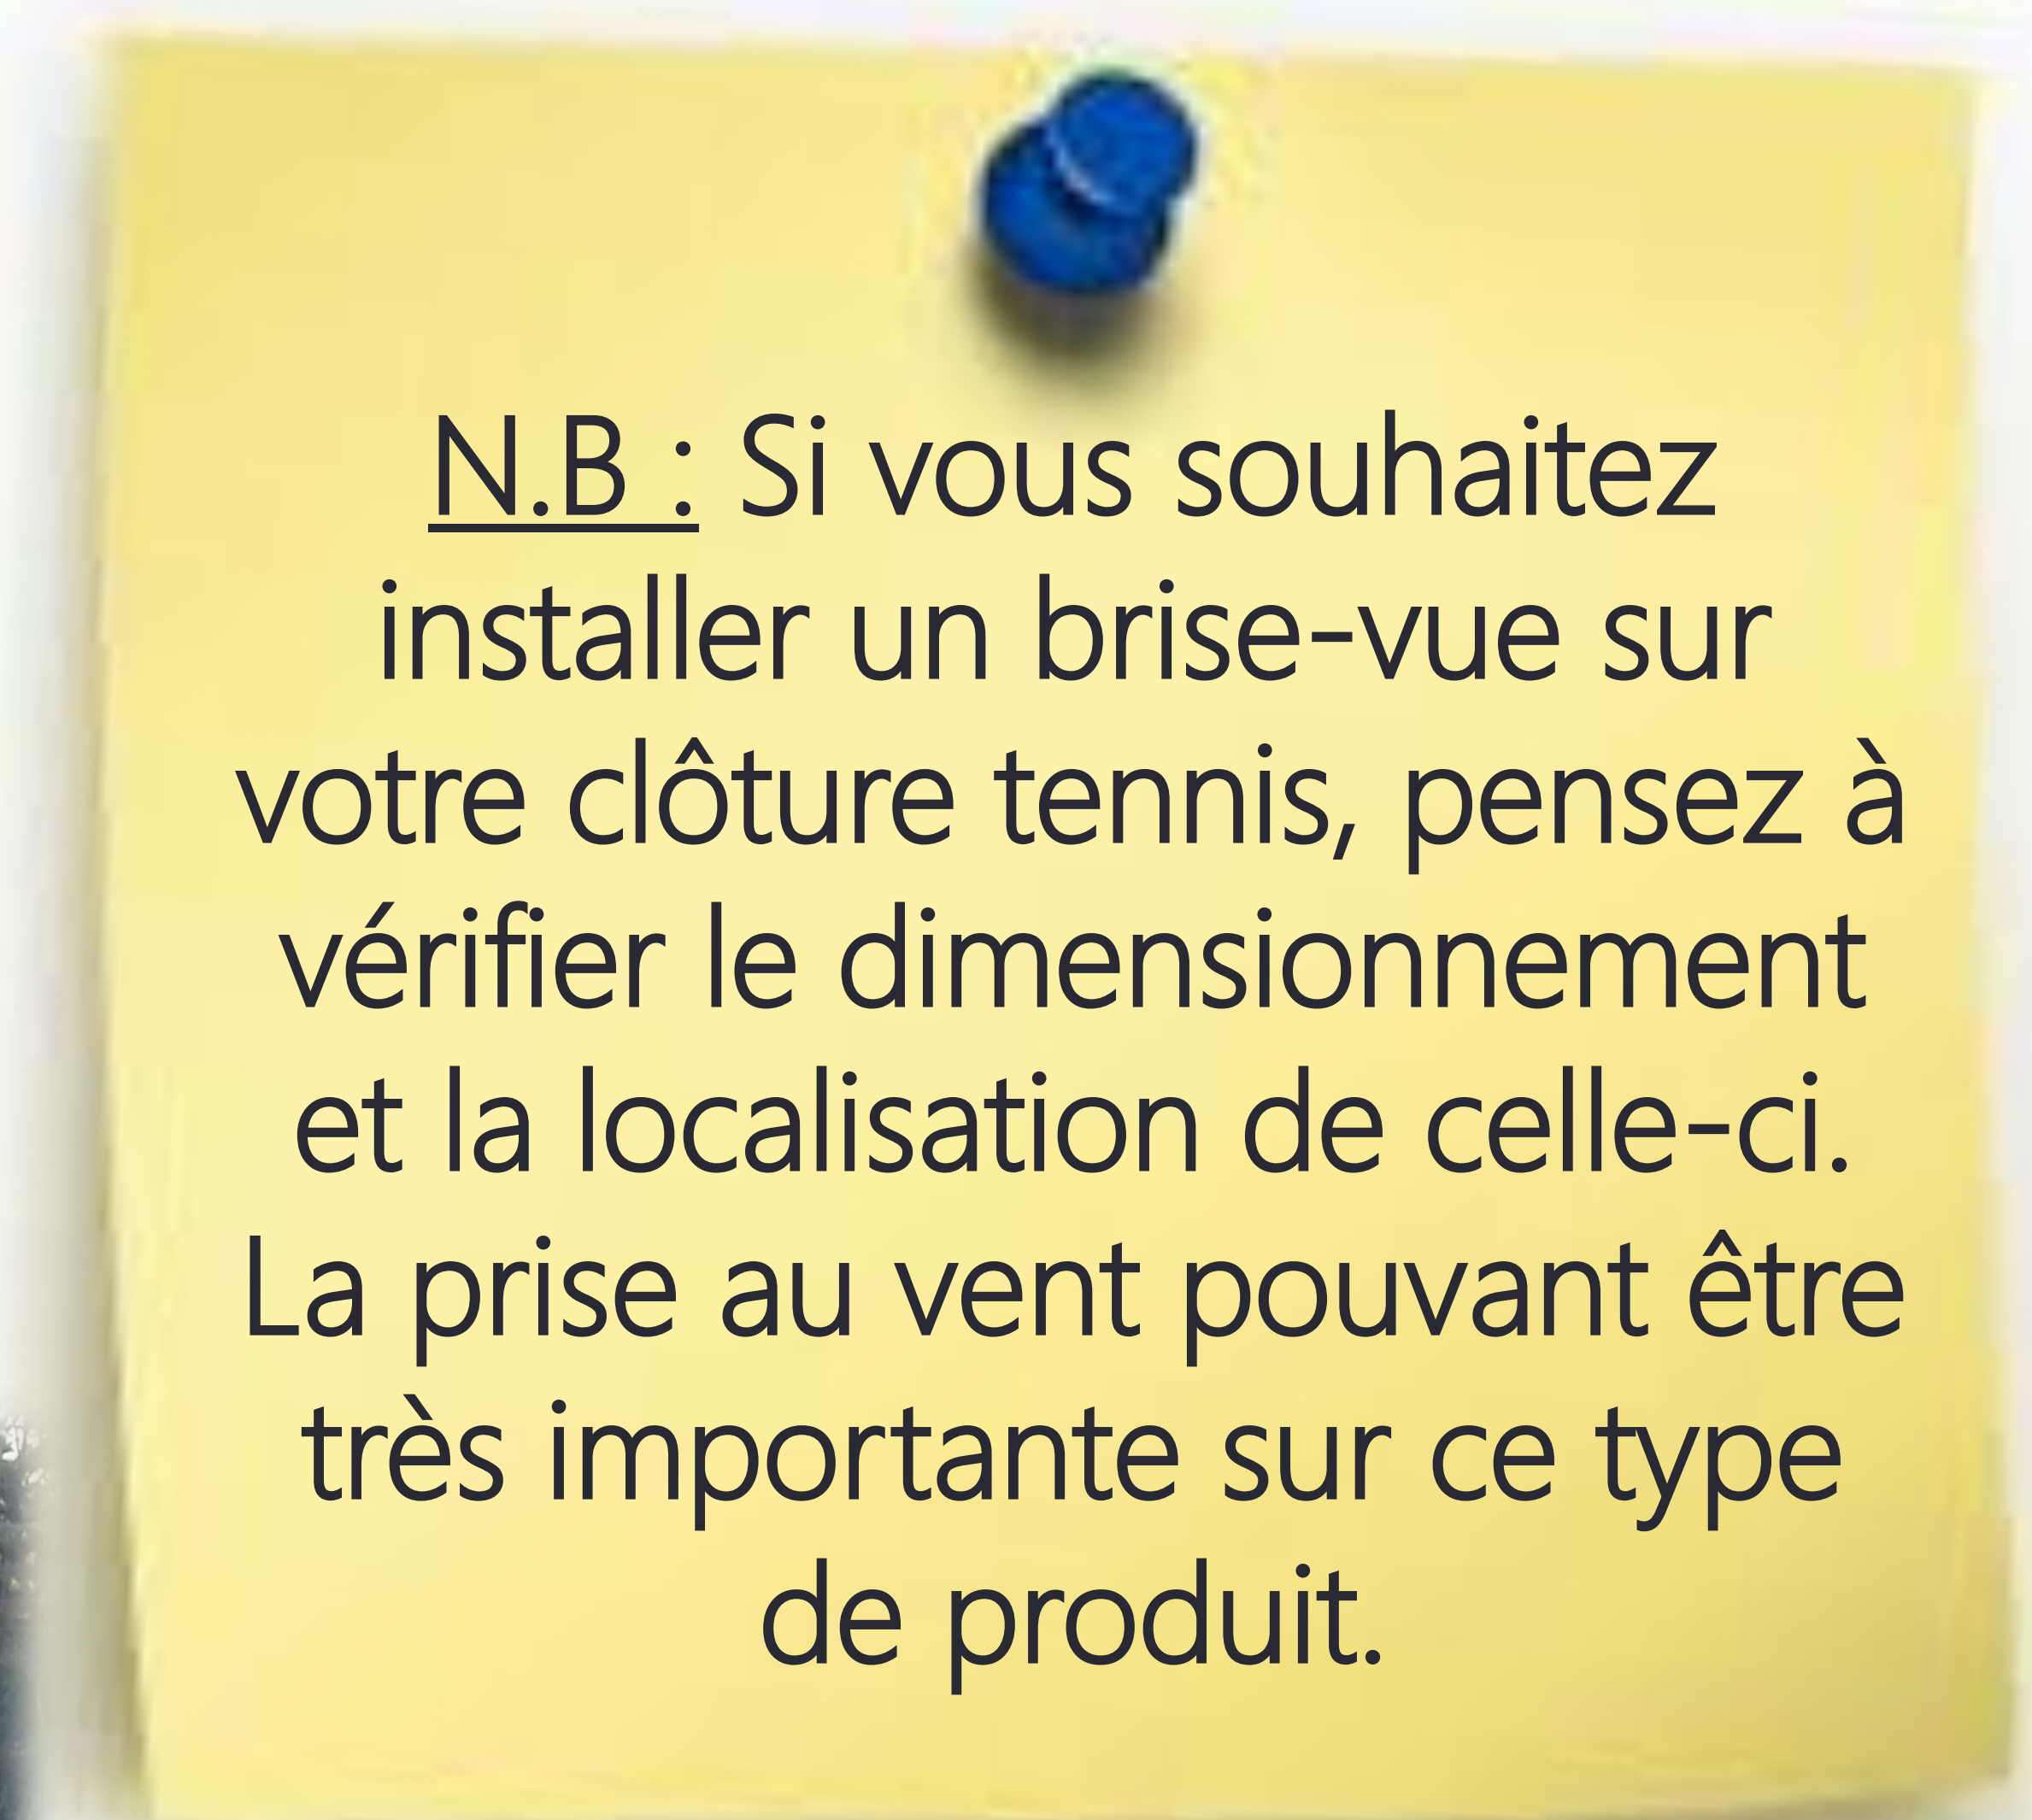 N.B : Si vous souhaitez
installer un brise-vue sur
votre clôture tennis, pensez à
vérifier le dimensionnement
et la localisation de celle-ci.
La prise au vent pouvant être
très importante sur ce type
de produit.